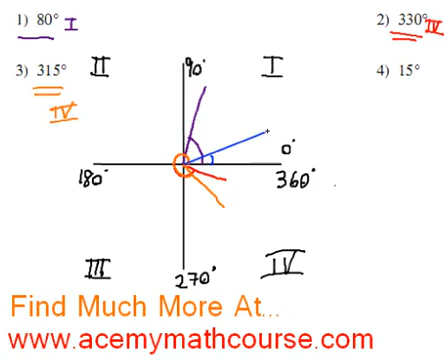 1) 80° I
2) 330° IV
3) 315°
IV
4) 15°
II
90°
I
0°
180°
360°
III
270°
IV
Find Much More At...
www.acemymathcourse.com